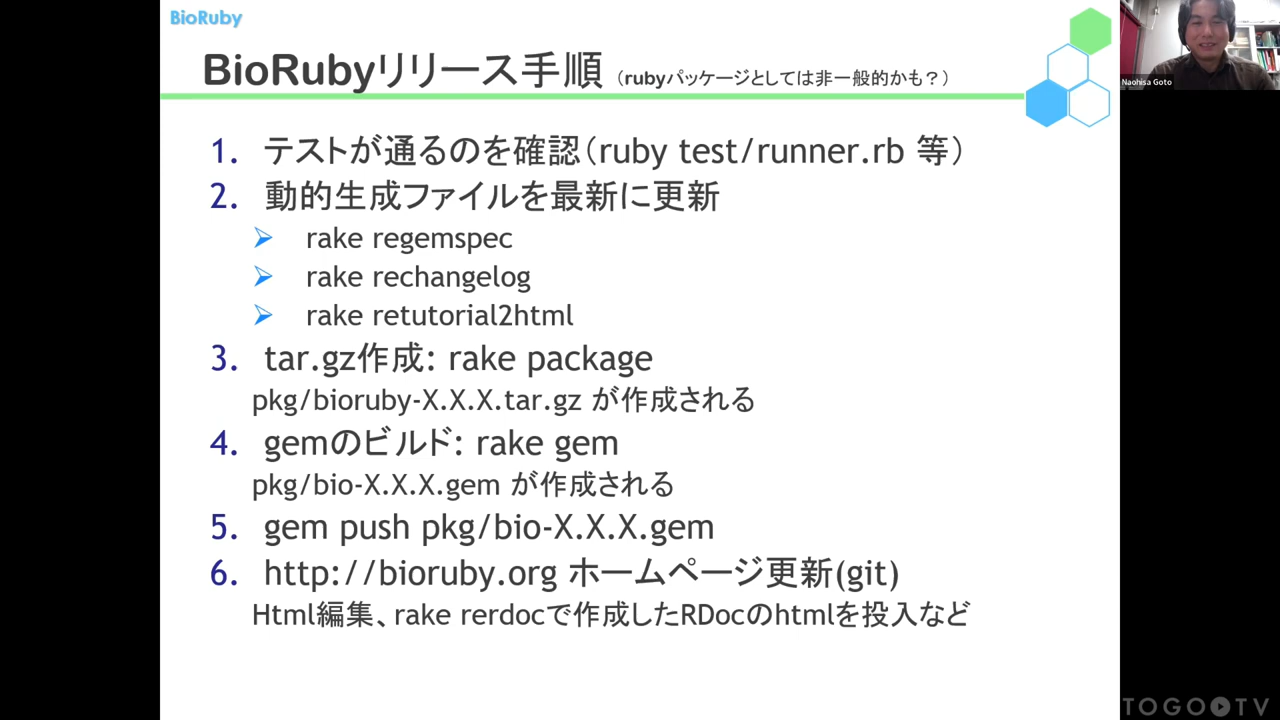 BioRuby
BioRubyリリース手順 (rubyパッケージとしては非一般的かも?)
Naohisa Goto
1. テストが通るのを確認(ruby test/runner.rb 等)
2. 動的生成ファイルを最新に更新
rake regemspec
rake rechangelog
rake retutorial2html
3. tar.gz作成: rake package
pkg/bioruby-X.X.X.tar.gz が作成される
4. gemのビルド: rake gem
pkg/bio-X.X.X.gem が作成される
5. gem push pkg/bio-X.X.X.gem
6. http://bioruby.org ホームページ更新(git)
Html編集、rake rerdocで作成したRDocのhtmlを投入など
TOGO TV